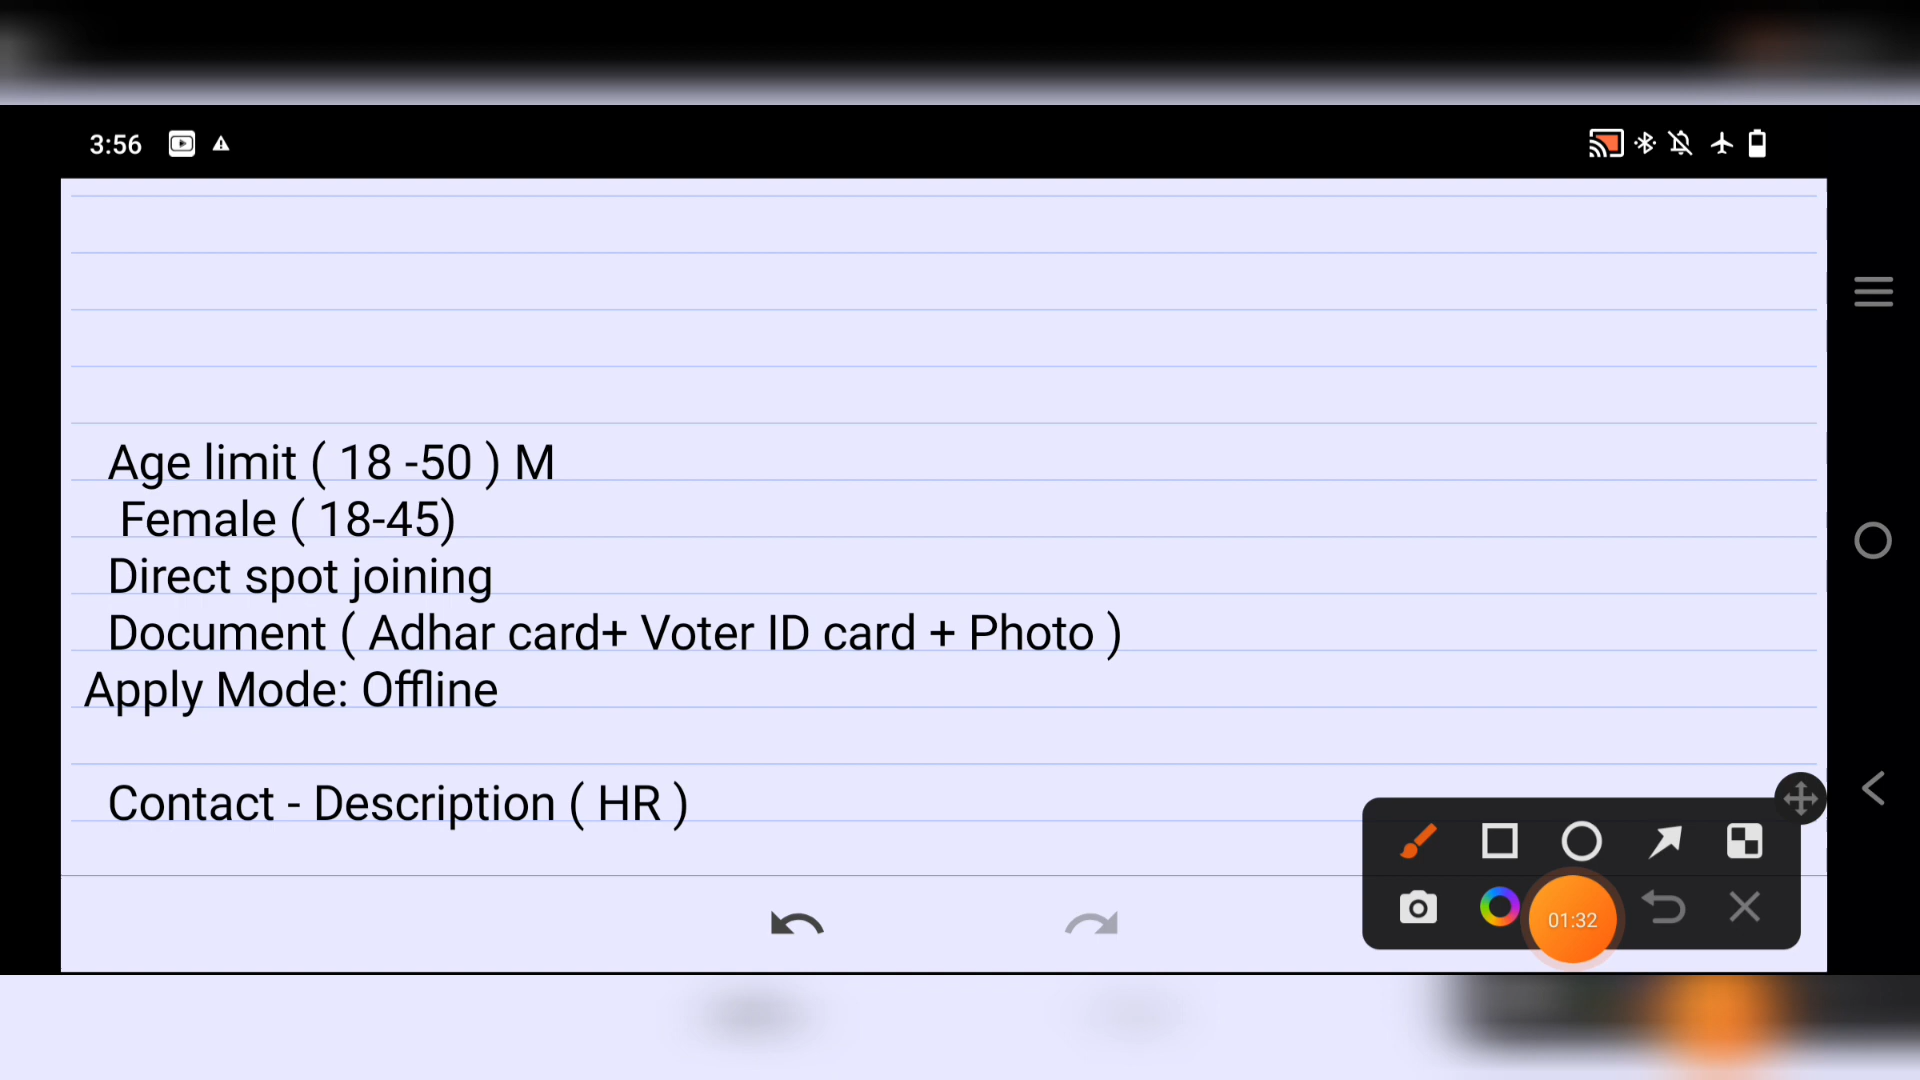 3:56
Age limit ( 18 -50 ) M
Female ( 18-45)
Direct spot joining
Document ( Adhar card+ Voter ID card + Photo )
Apply Mode: Offline
Contact - Description ( HR )
01:32